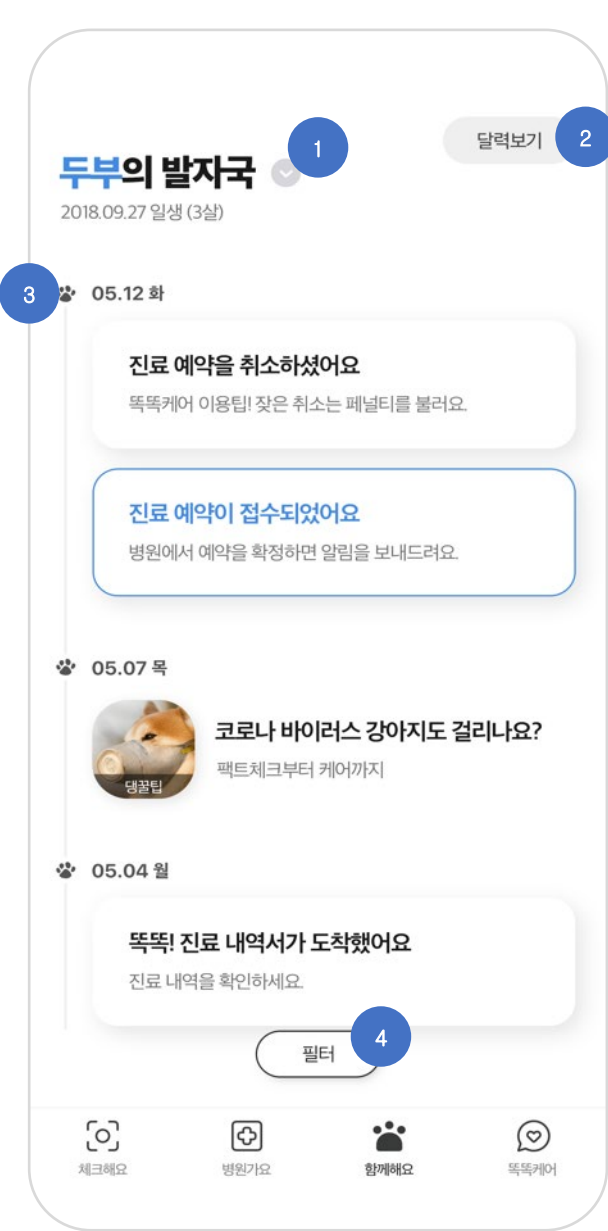 1
달력보기
2
두부의 발자국
2018.09.27 일생 (3살)
3
05.12 화
진료 예약을 취소하셨어요
똑똑케어 이용팁! 잦은 취소는 페널티를 불러요.
진료 예약이 접수되었어요
병원에서 예약을 확정하면 알림을 보내드려요.
05.07 목
코로나 바이러스 강아지도 걸리나요?
팩트체크부터 케어까지
댕꿀팁
05.04 월
똑똑! 진료 내역서가 도착했어요
진료 내역을 확인하세요.
필터
4
체크해요
병원가요
함께해요
똑똑케어